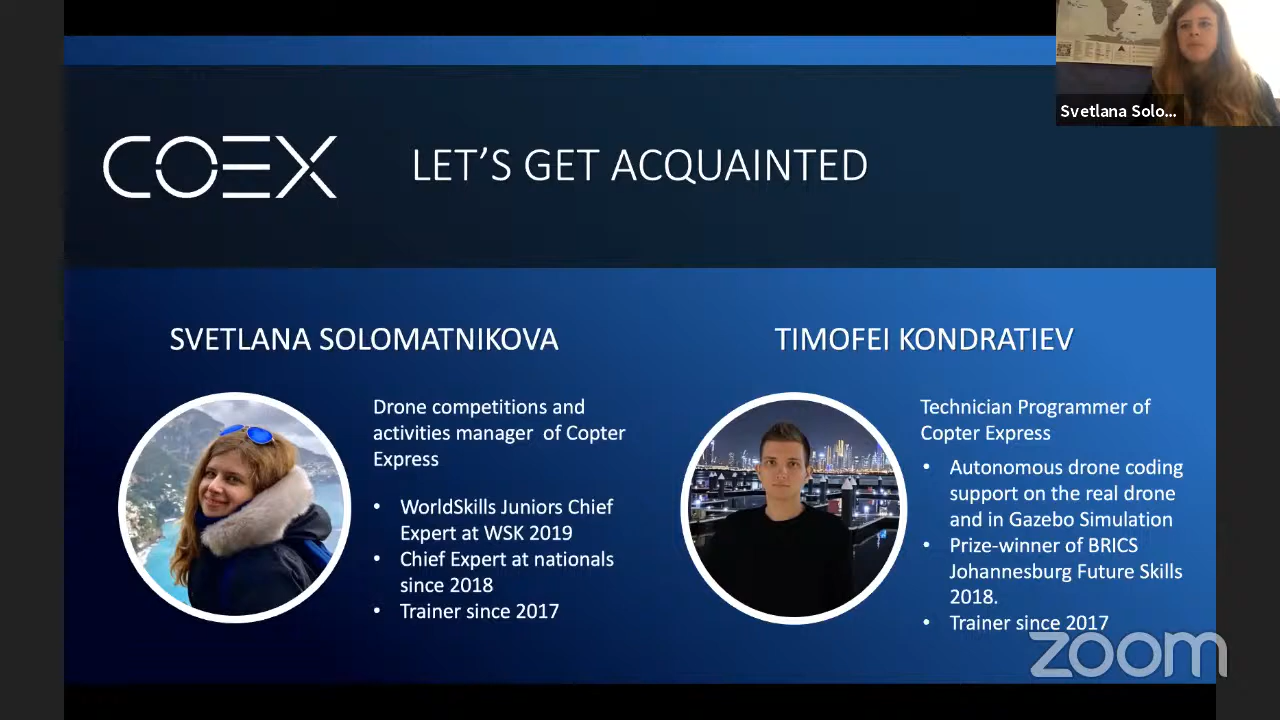 Svetlana Solo...
COEX
LET'S GET ACQUAINTED
SVETLANA SOLOMATNIKOVA
Drone competitions and
activities manager of Copter
Express
• WorldSkills Juniors Chief
Expert at WSK 2019
• Chief Expert at nationals
since 2018
• Trainer since 2017
TIMOFEI KONDRATIEV
Technician Programmer of
Copter Express
• Autonomous drone coding
support on the real drone
and in Gazebo Simulation
• Prize-winner of BRICS
Johannesburg Future Skills
2018.
• Trainer since 2017
zoom